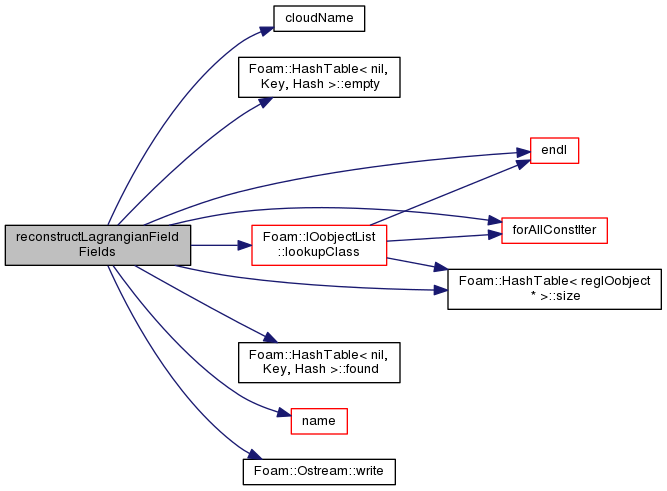 cloudName
Foam::HashTable< nil,
Key, Hash >::empty
endl
reconstructLagrangianField
Fields
Foam::IOobjectList
::lookupClass
forAllConstIter
Foam::HashTable< regIOobject
* >::size
Foam::HashTable< nil,
Key, Hash >::found
name
Foam::Ostream::write